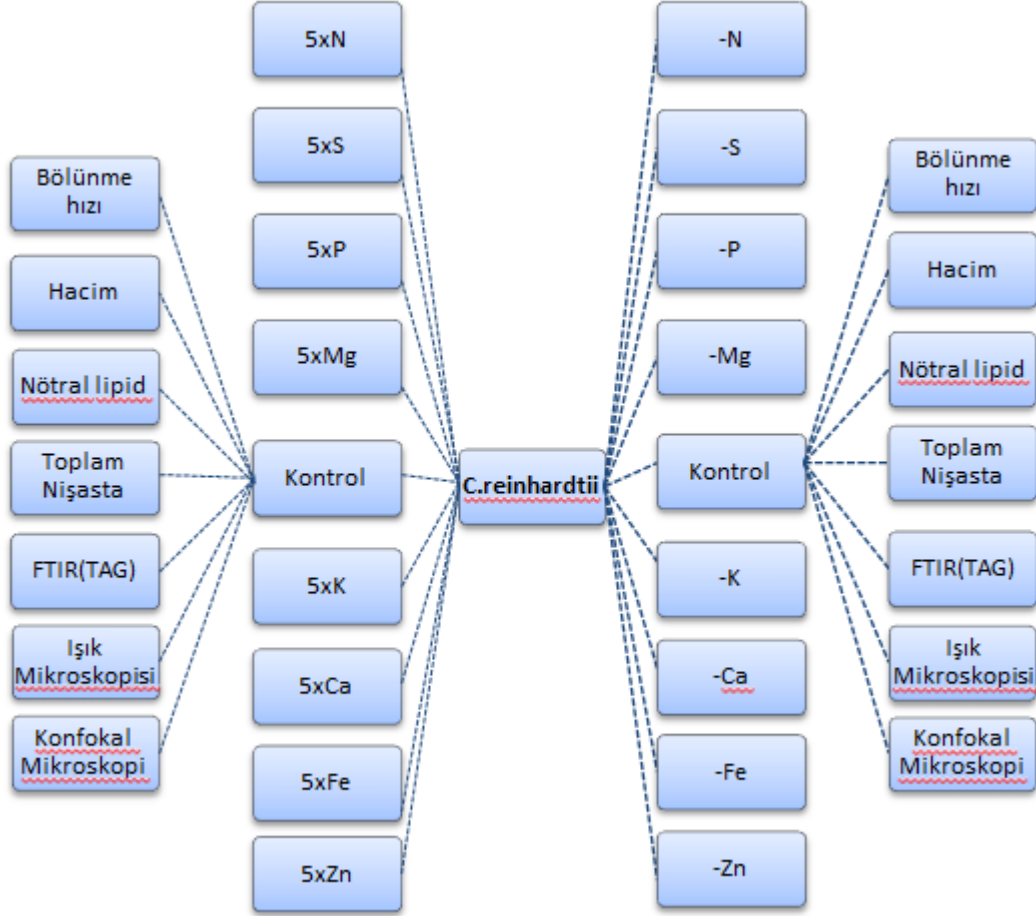 Bölünme
hızı
Hacim
Nötral lipid
Toplam
Nişasta
FTIR(TAG)
Işık
Mikroskopisi
Konfokal
Mikroskopi
5xN
5xS
5xP
5xMg
Kontrol
5xK
5xCa
5xFe
5xZn
C.reinhardtii
-N
-S
-P
-Mg
Kontrol
-K
-Ca
-Fe
-Zn
Bölünme
hızı
Hacim
Nötral lipid
Toplam
Nişasta
FTIR(TAG)
Işık
Mikroskopisi
Konfokal
Mikroskopi